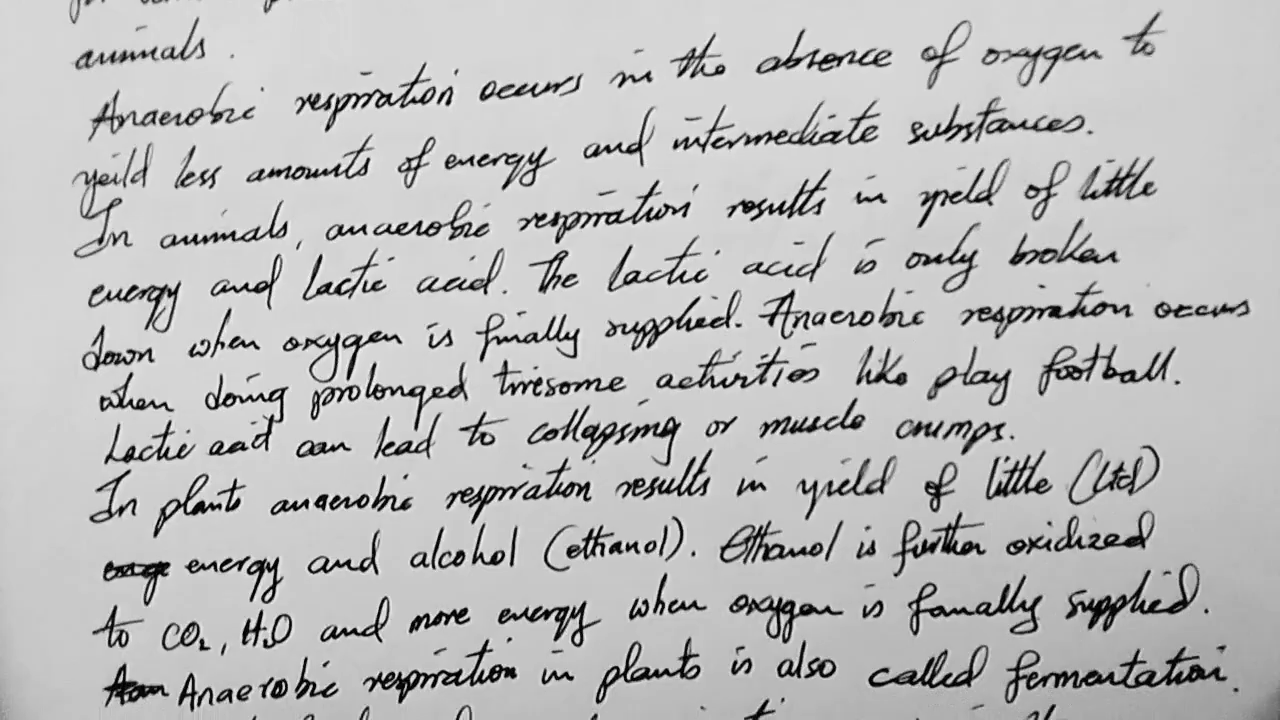 animals.
Anaerobic respiration occurs in the absence of oxygen to
yeild less amounts of energy and intermediate substances.
In animals, anaerobic respiration results in yield of little
energy and lactic acid. The lactic acid is only broken
down when oxygen is finally supplied. Anaerobic respiration occurs
when doing prolonged tiresome activities like play football.
Lactic acid can lead to collapsing or muscle crumps.
In plants anaerobic respiration results in yield of little (Ltd)
energy and alcohol (ethanol). Ethanol is further oxidized
to CO₂, H₂O and more energy when oxygen is fanally supplied.
Anaerobic respiration in plants is also called fermentation.